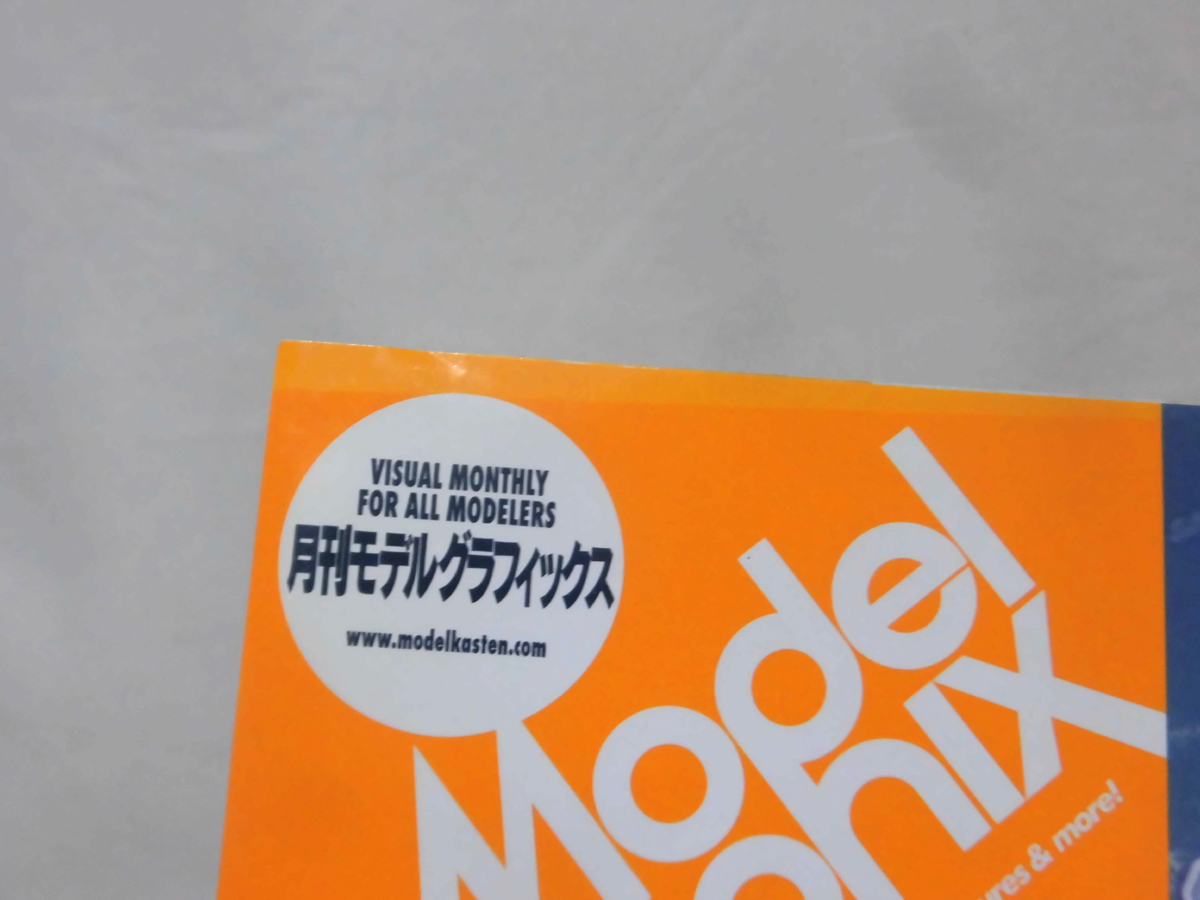 VISUAL MONTHLY
FOR ALL MODELERS
月刊モデルグラフィックス
www.modelkasten.com
Model
& more!